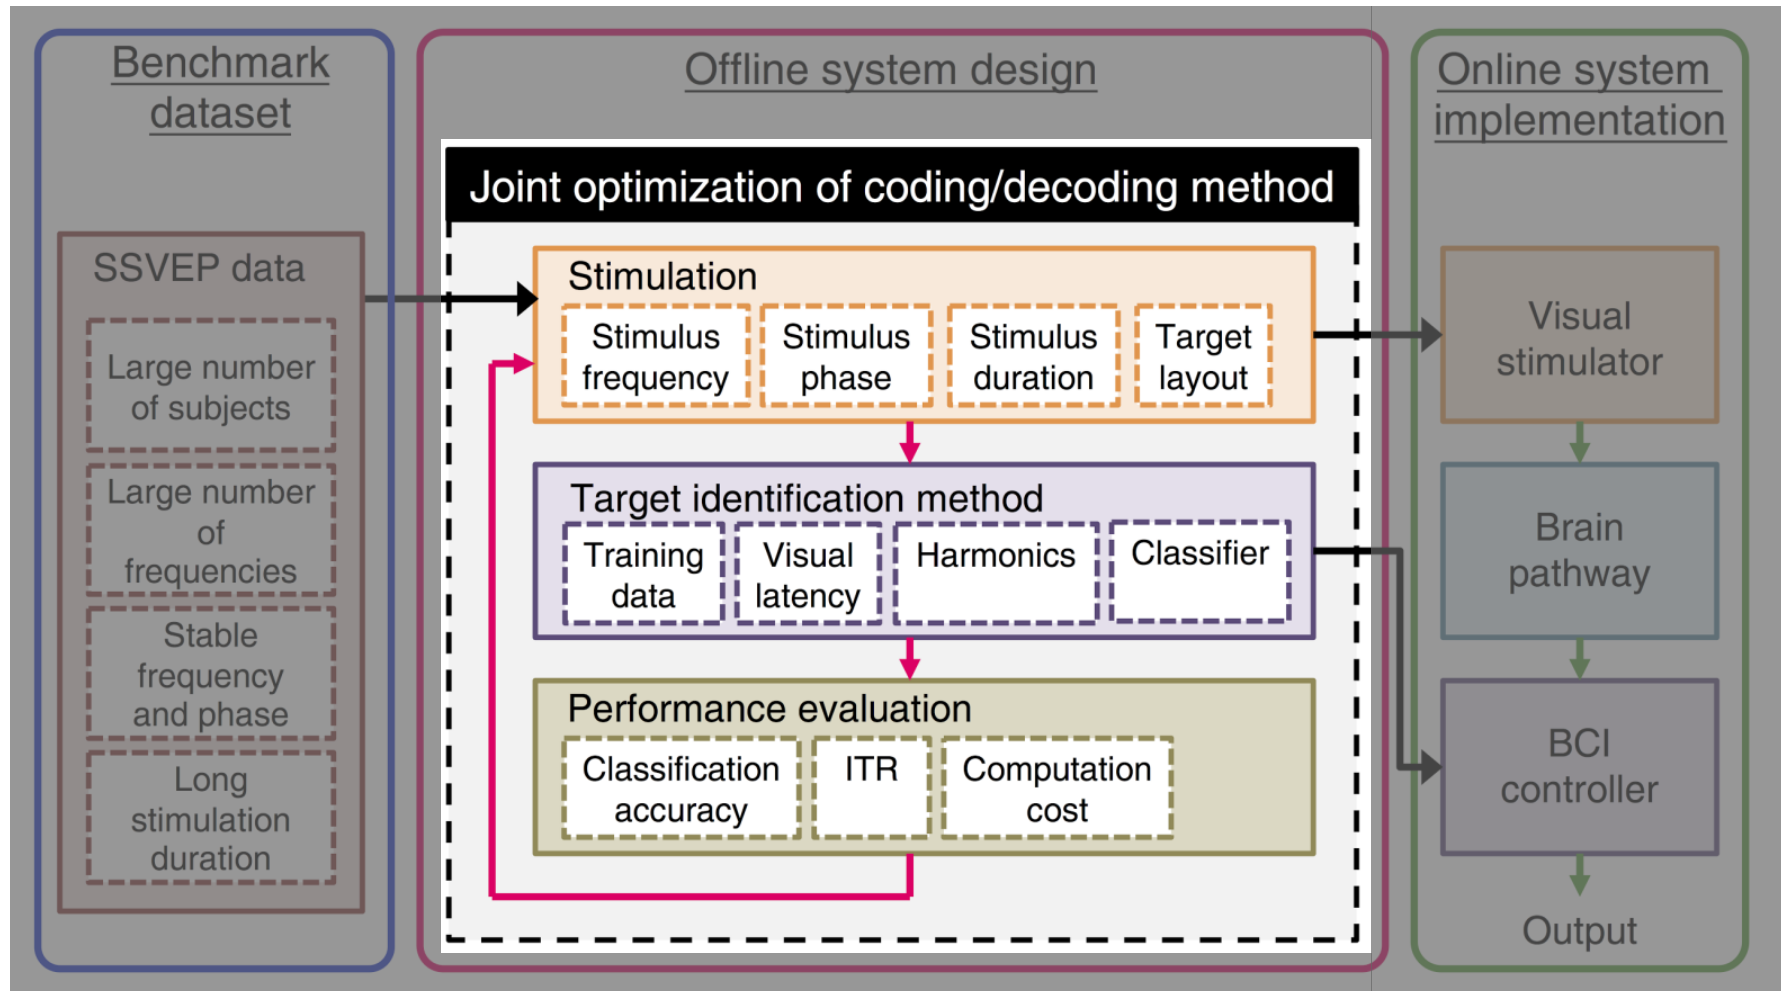 Benchmark
dataset
SSVEP data
Large number
of subjects
Large number
of
frequencies
Stable
frequency
and phase
Long
stimulation
duration
Offline system design
Joint optimization of coding/decoding method
Stimulation
Stimulus
frequency
Stimulus
phase
Stimulus
duration
Target
layout
Target identification method
Training
data
Visual
latency
Harmonics
Classifier
Performance evaluation
Classification
accuracy
ITR
Computation
cost
Online system
implementation
Visual
stimulator
Brain
pathway
BCI
controller
Output